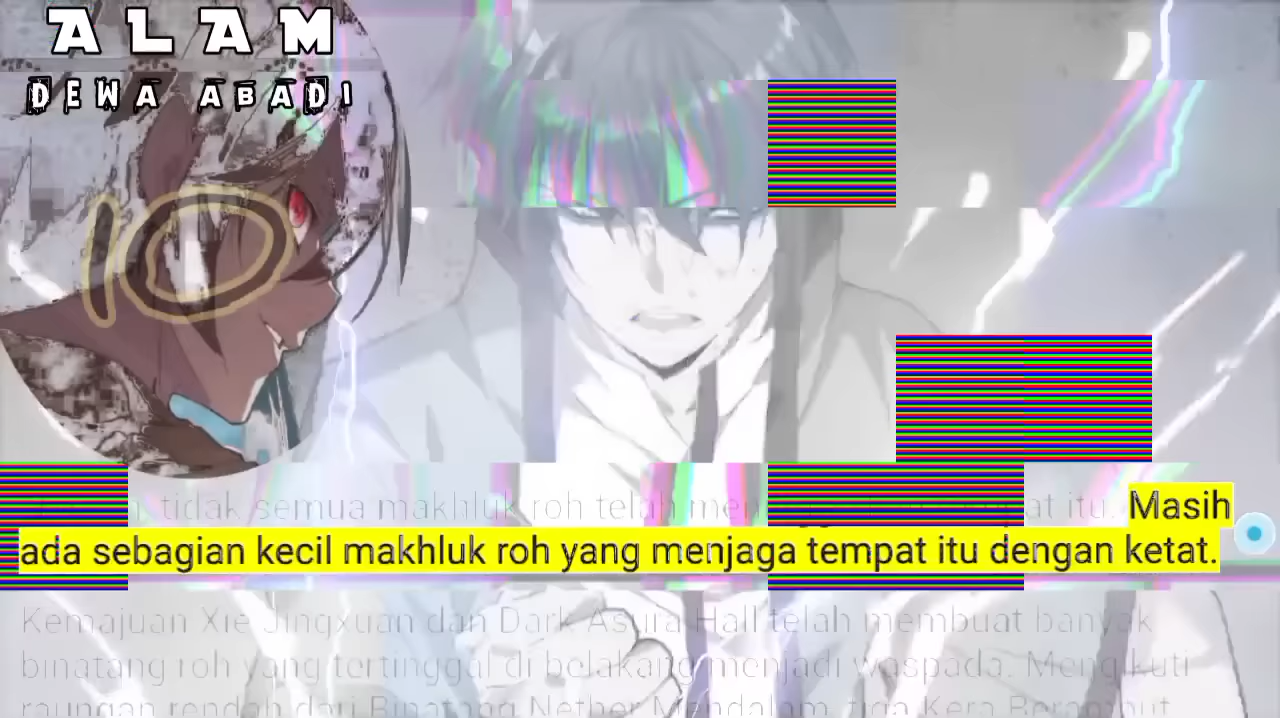 ALAM
DEWA ABADI
10
tidak semua makhluk roh telah itu. Masih
ada sebagian kecil makhluk roh yang menjaga tempat itu dengan ketat.
Kemajuan Xie Jingxuan dan Dark Asura Hall telah membuat banyak
binatang roh yang tertinggal di belakang menjadi waspada. Mengikuti
raungan rendah dari Binatang Nether Mendalam, tiga Kera Berambut